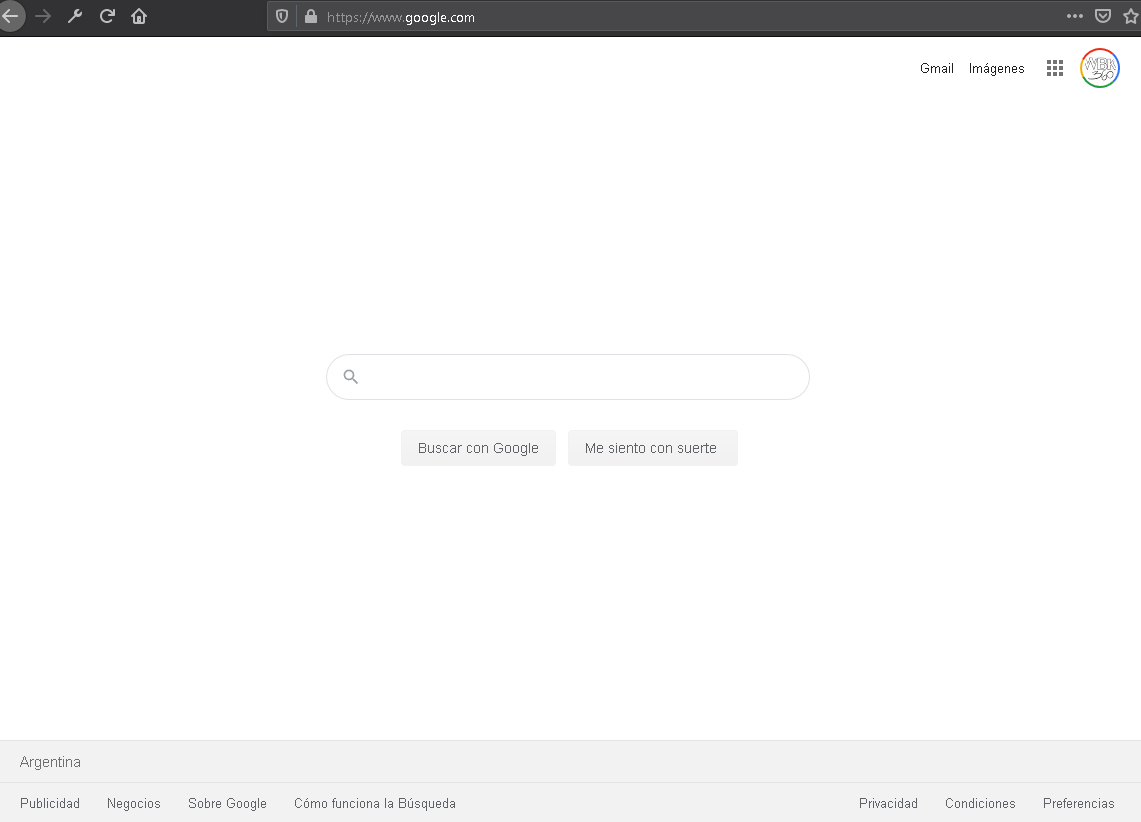 https://www.google.com
Gmail Imágenes
WBK
360
Buscar con Google Me siento con suerte
Argentina
Publicidad Negocios Sobre Google Cómo funciona la Búsqueda Privacidad Condiciones Preferencias